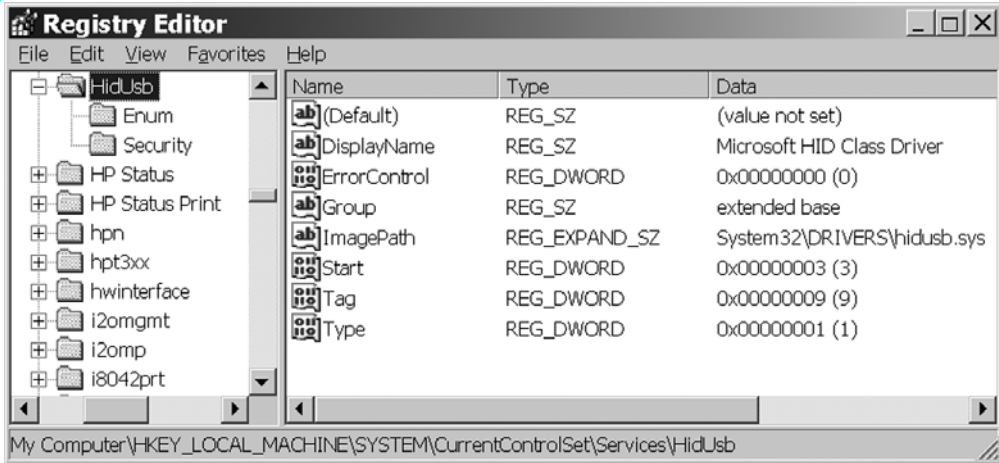 Registry Editor
File Edit View Favorites Help
HidUsb
Enum
Security
HP Status
HP Status Print
hpn
hpt3xx
hwinterface
i2omgmt
i2omp
i8042prt
Name Type Data
(Default) REG_SZ (value not set)
DisplayName REG_SZ Microsoft HID Class Driver
ErrorControl REG_DWORD 0x00000000 (0)
Group REG_SZ extended base
ImagePath REG_EXPAND_SZ System32\DRIVERS\hidusb.sys
Start REG_DWORD 0x00000003 (3)
Tag REG_DWORD 0x00000009 (9)
Type REG_DWORD 0x00000001 (1)
My Computer\HKEY_LOCAL_MACHINE\SYSTEM\CurrentControlSet\Services\HidUsb